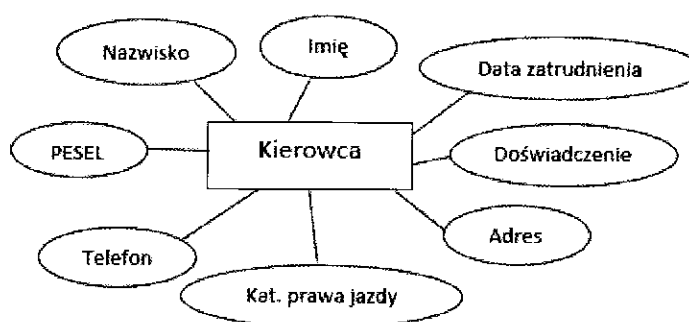 Nazwisko
Imię
Data zatrudnienia
PESEL
Kierowca
Doświadczenie
Telefon
Adres
Kat. prawa jazdy